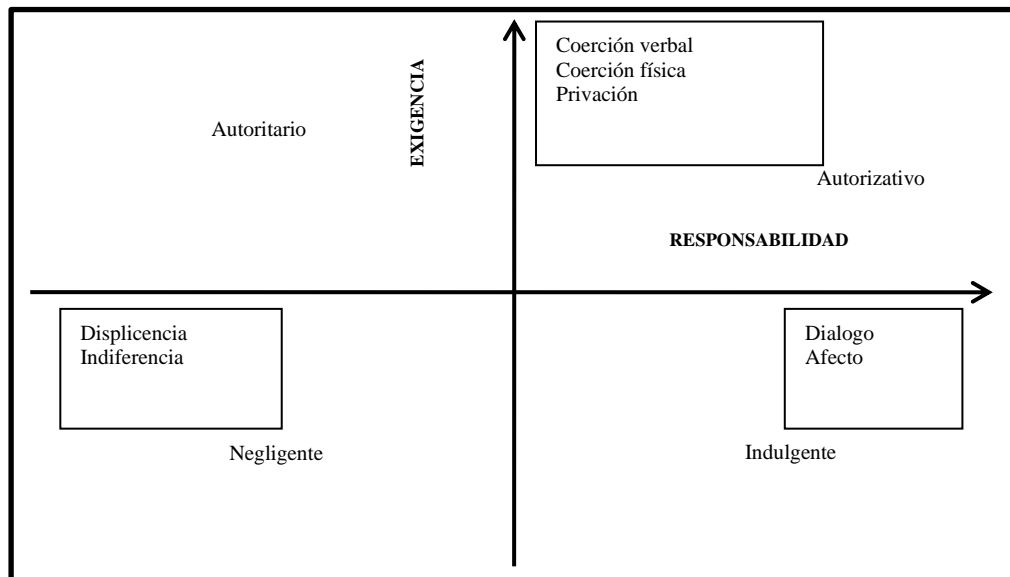 Coerción verbal
Coerción física
Privación
EXIGENCIA
Autoritario
Autorizativo
RESPONSABILIDAD
Displicencia
Indiferencia
Dialogo
Afecto
Negligente
Indulgente